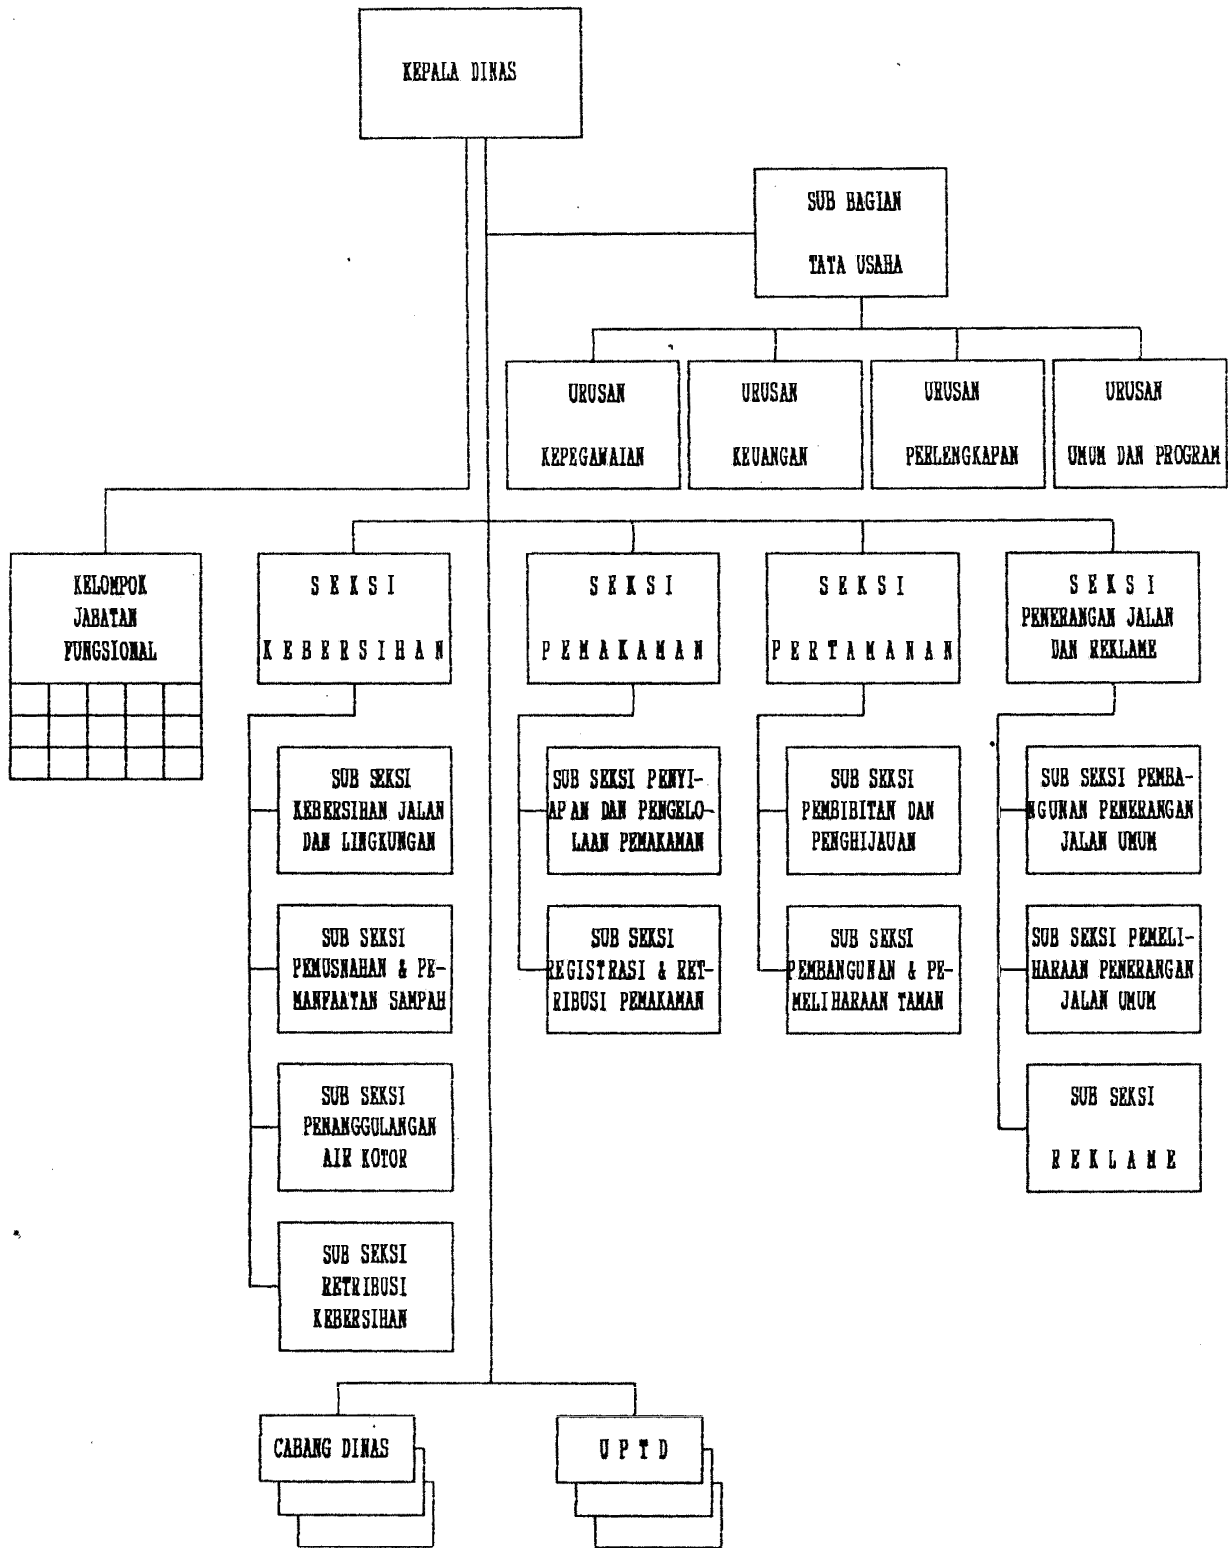 KEPALA DINAS
SUB BAGIAN
TATA USAHA
URUSAN
KEPEGAWAIAN
URUSAN
KEUANGAN
URUSAN
PERLENGKAPAN
URUSAN
UMUM DAN PROGRAM
KELOMPOK
JABATAN
FUNGSIONAL
S E K S I
K E B E R S I H A N
S E K S I
P E M A K A M A N
S E K S I
P E R T A M A N A N
S E K S I
PENERANGAN JALAN
DAN REKLAME
SUB SEKSI
KEBERSIHAN JALAN
DAN LINGKUNGAN
SUB SEKSI
PEMUSNAHAN & PE-
MANFAATAN SAMPAH
SUB SEKSI
PENANGGULANGAN
AIR KOTOR
SUB SEKSI
RETRIBUSI
KEBERSIHAN
SUB SEKSI PENYI-
APAN DAN PENGELO-
LAAN PEMAKAMAN
SUB SEKSI
REGISTRASI & RET-
RIBUSI PEMAKAMAN
SUB SEKSI
PEMBIBITAN DAN
PENGHIJAUAN
SUB SEKSI
PEMBANGUNAN & PE-
MELIHARAAN TAMAN
SUB SEKSI PEMBA-
NGUNAN PENERANGAN
JALAN UMUM
SUB SEKSI PEMELI-
HARAAN PENERANGAN
JALAN UMUM
SUB SEKSI
R E K L A M E
CABANG DINAS
U P T D